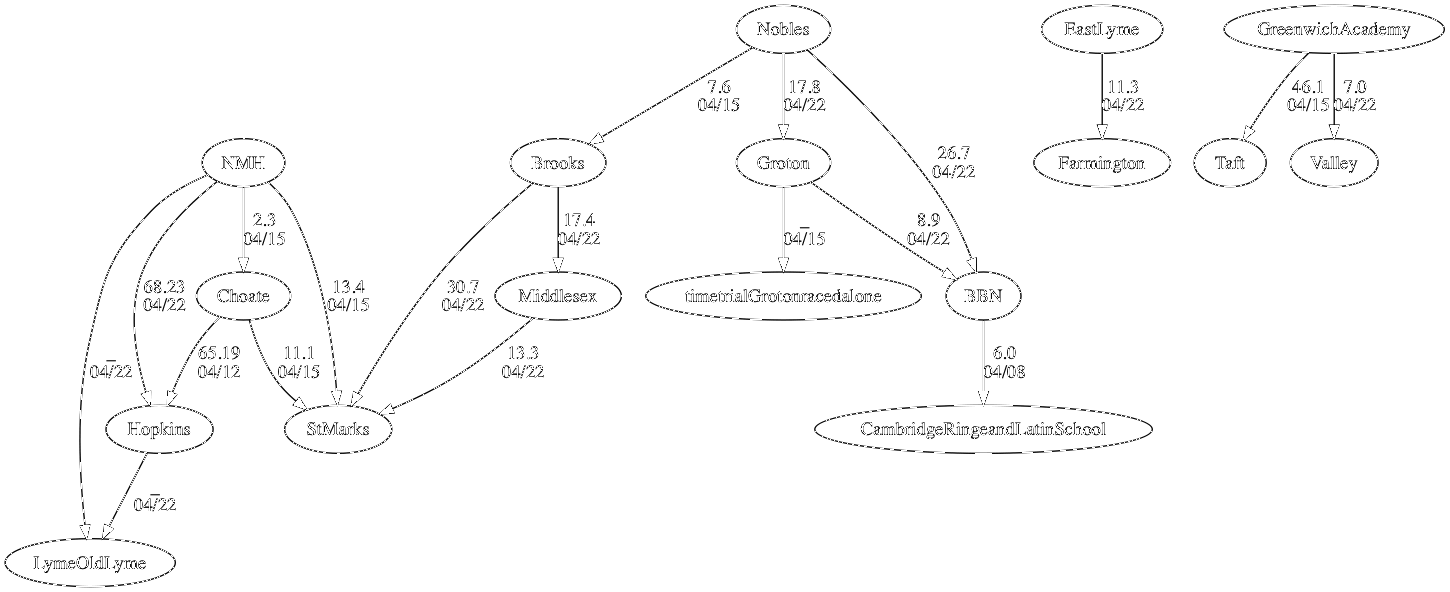 Nobles
EastLyme
GreenwichAcademy
7.6
04/15
17.8
04/22
11.3
04/22
46.1
04/15
7.0
04/22
NMH
Brooks
Groton
26.7
04/22
Farmington
Taft
Valley
2.3
04/15
17.4
04/22
04/15
8.9
04/22
68.23
04/22
Choate
13.4
04/15
30.7
04/22
Middlesex
timetrialGrotonracedalone
BBN
04/22
65.19
04/12
11.1
04/15
13.3
04/22
6.0
04/08
Hopkins
StMarks
CambridgeRingeandLatinSchool
04/22
LymeOldLyme